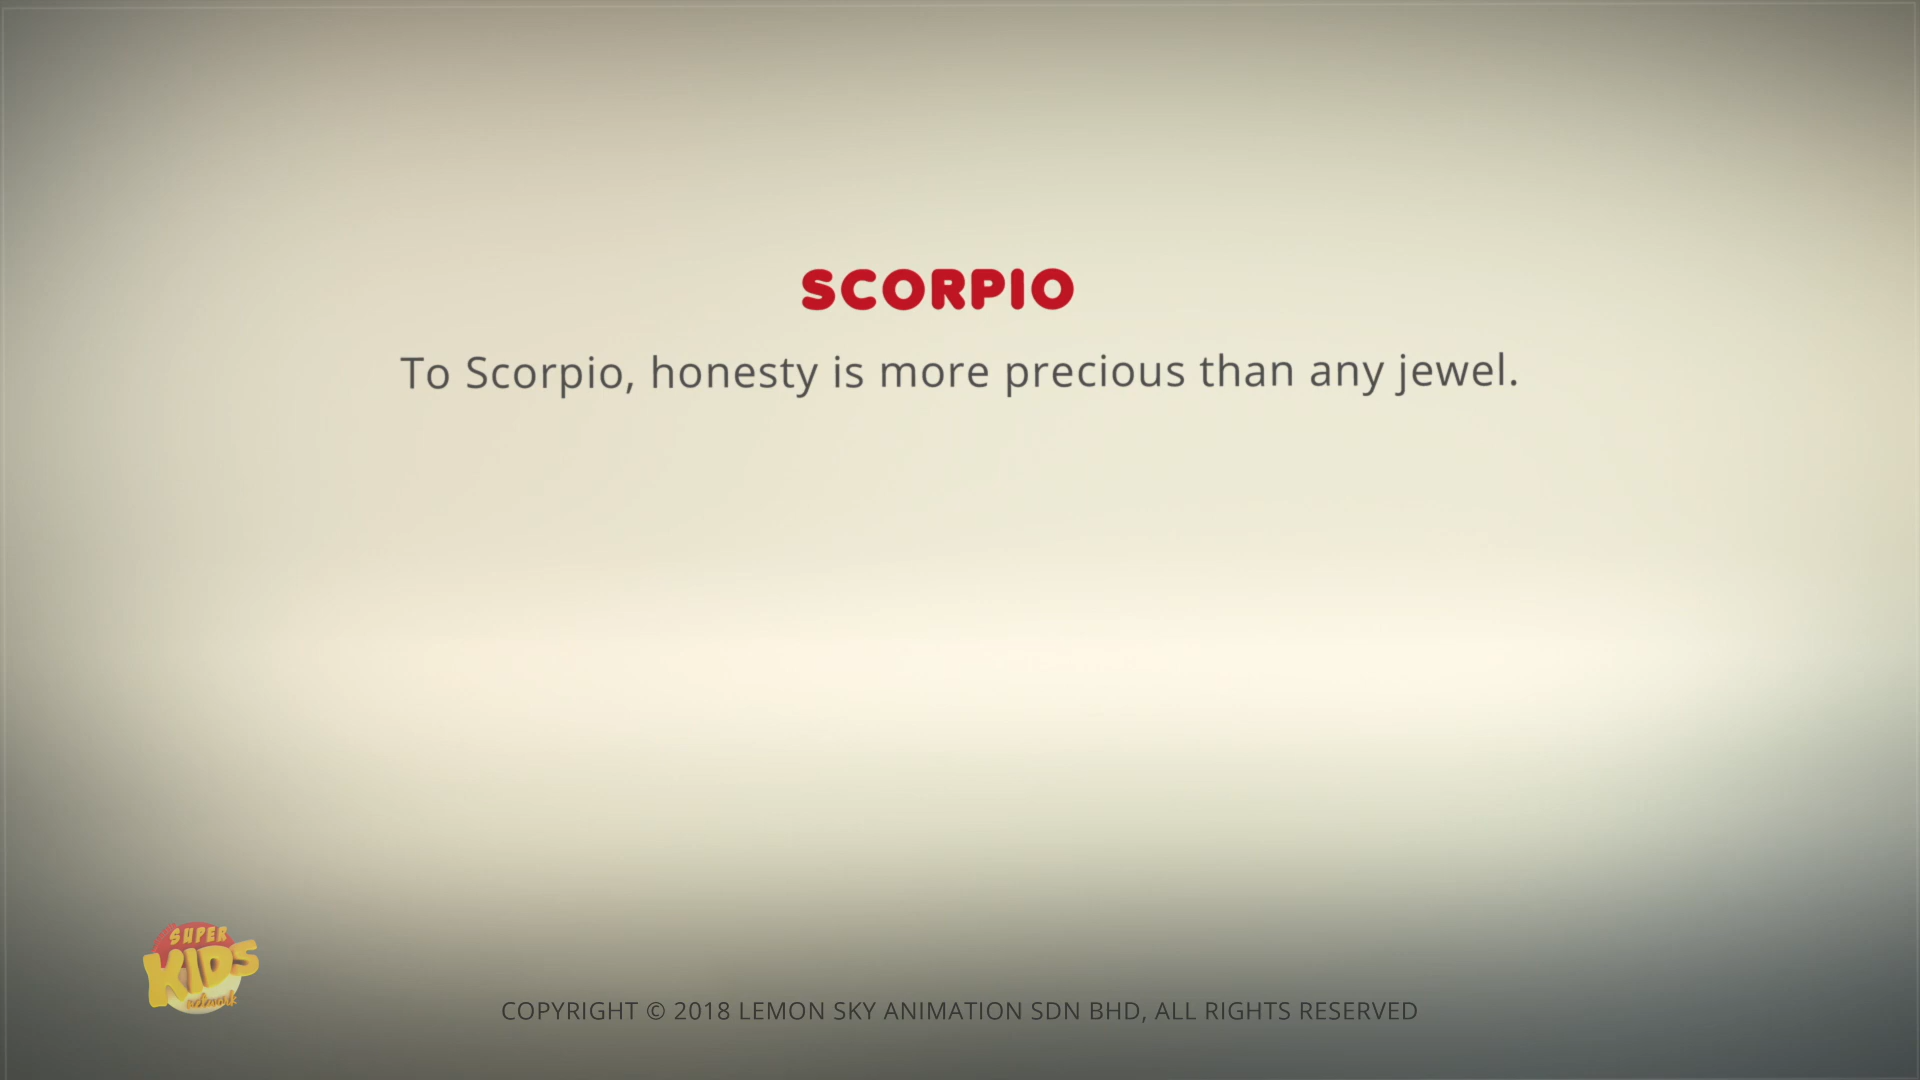 SCORPIO
To Scorpio, honesty is more precious than any jewel.
SUPER
KIDS
network
COPYRIGHT © 2018 LEMON SKY ANIMATION SDN BHD, ALL RIGHTS RESERVED